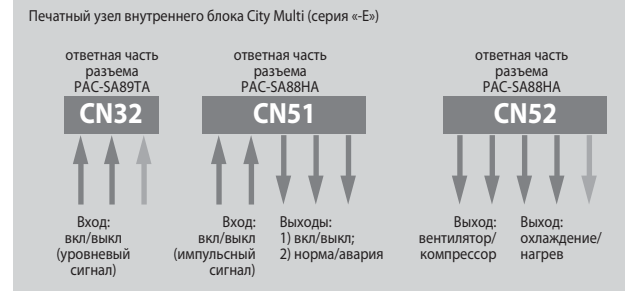 Печатный узел внутреннего блока City Multi (серия «-Е»)
ответная часть
разъема
PAC-SA89TA
CN32
Вход:
вкл/выкл
(уровневый
сигнал)
ответная часть
разъема
PAC-SA88HA
CN51
Вход:
вкл/выкл
(импульсный
сигнал)
Выходы:
1) вкл/выкл;
2) норма/авария
ответная часть
разъема
PAC-SA88HA
CN52
Выход:
вентилятор/
компрессор
Выход:
охлаждение/
нагрев